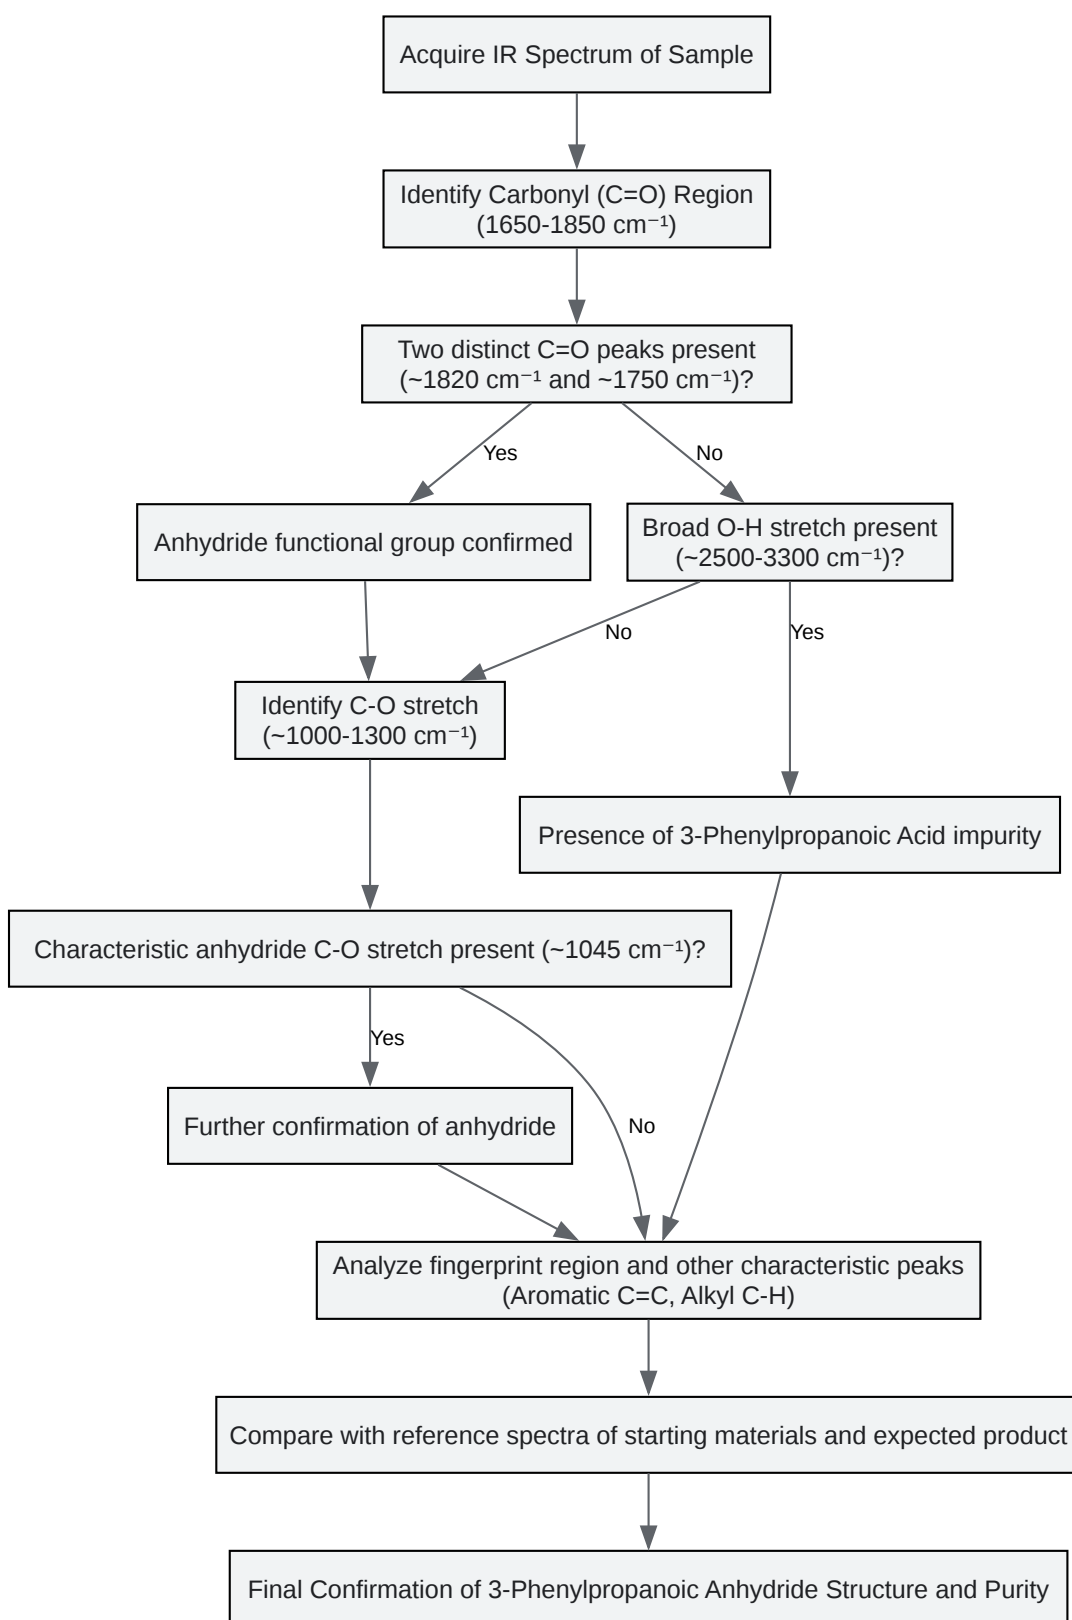 Acquire IR Spectrum of Sample
Identify Carbonyl (C=O) Region
(1650-1850 cm⁻¹)
Two distinct C=O peaks present
(~1820 cm⁻¹ and ~1750 cm⁻¹)?
Yes
No
Anhydride functional group confirmed
Broad O-H stretch present
(~2500-3300 cm⁻¹)?
No
Yes
Identify C-O stretch
(~1000-1300 cm⁻¹)
Presence of 3-Phenylpropanoic Acid impurity
Characteristic anhydride C-O stretch present (~1045 cm⁻¹)?
Yes
Further confirmation of anhydride
No
Analyze fingerprint region and other characteristic peaks
(Aromatic C=C, Alkyl C-H)
Compare with reference spectra of starting materials and expected product
Final Confirmation of 3-Phenylpropanoic Anhydride Structure and Purity